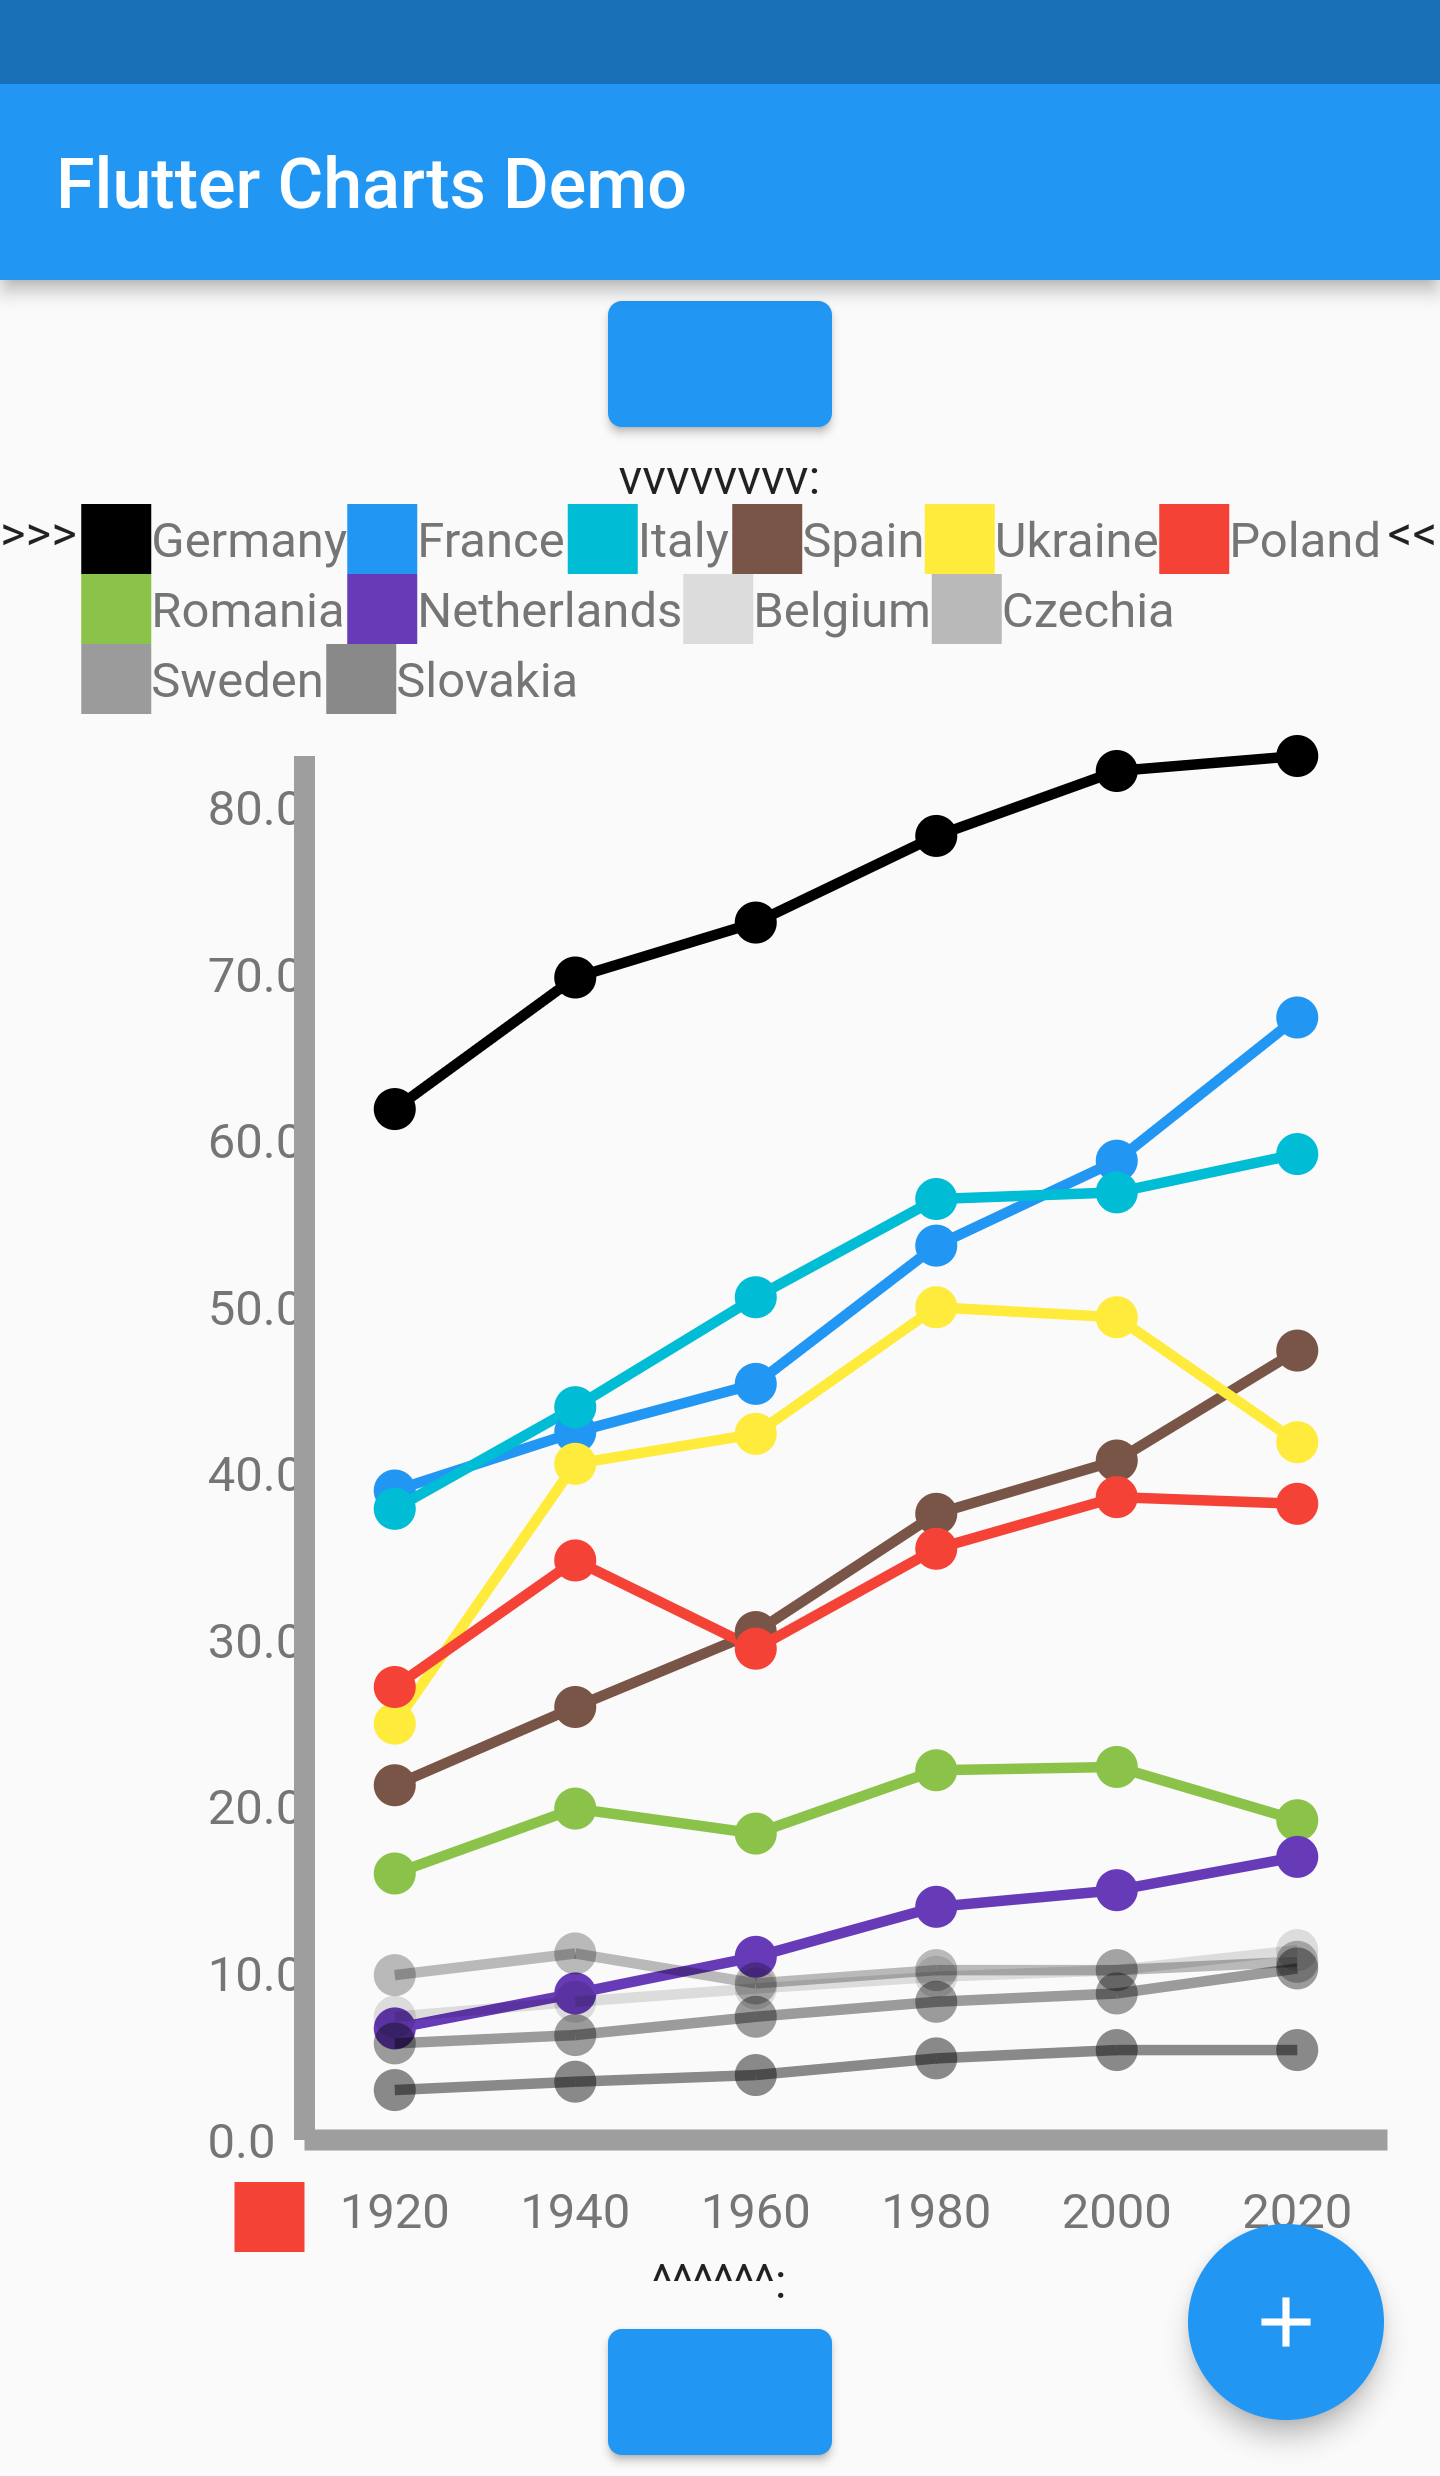 Flutter Charts Demo
vvvvvvvv:
>>> Germany France Italy Spain Ukraine Poland <<
Romania Netherlands Belgium Czechia
Sweden Slovakia
80.0
70.0
60.0
50.0
40.0
30.0
20.0
10.0
0.0
1920 1940 1960 1980 2000 2020
^^^^^^:
+